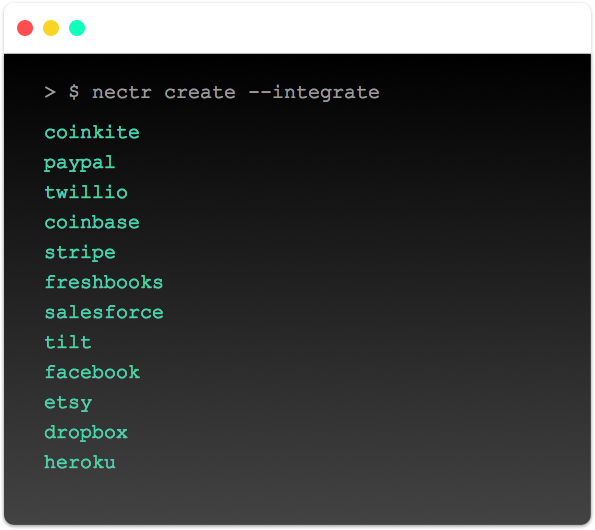 > $ nectr create --integrate
coinkite
paypal
twillio
coinbase
stripe
freshbooks
salesforce
tilt
facebook
etsy
dropbox
heroku